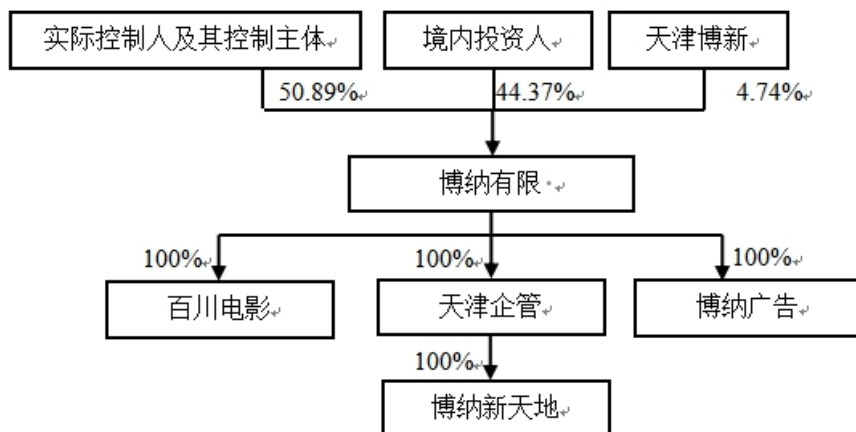 实际控制人及其控制主体
境内投资人
天津博新
50.89%
44.37%
4.74%
博纳有限
100%
100%
100%
百川电影
天津企管
博纳广告
100%
博纳新天地